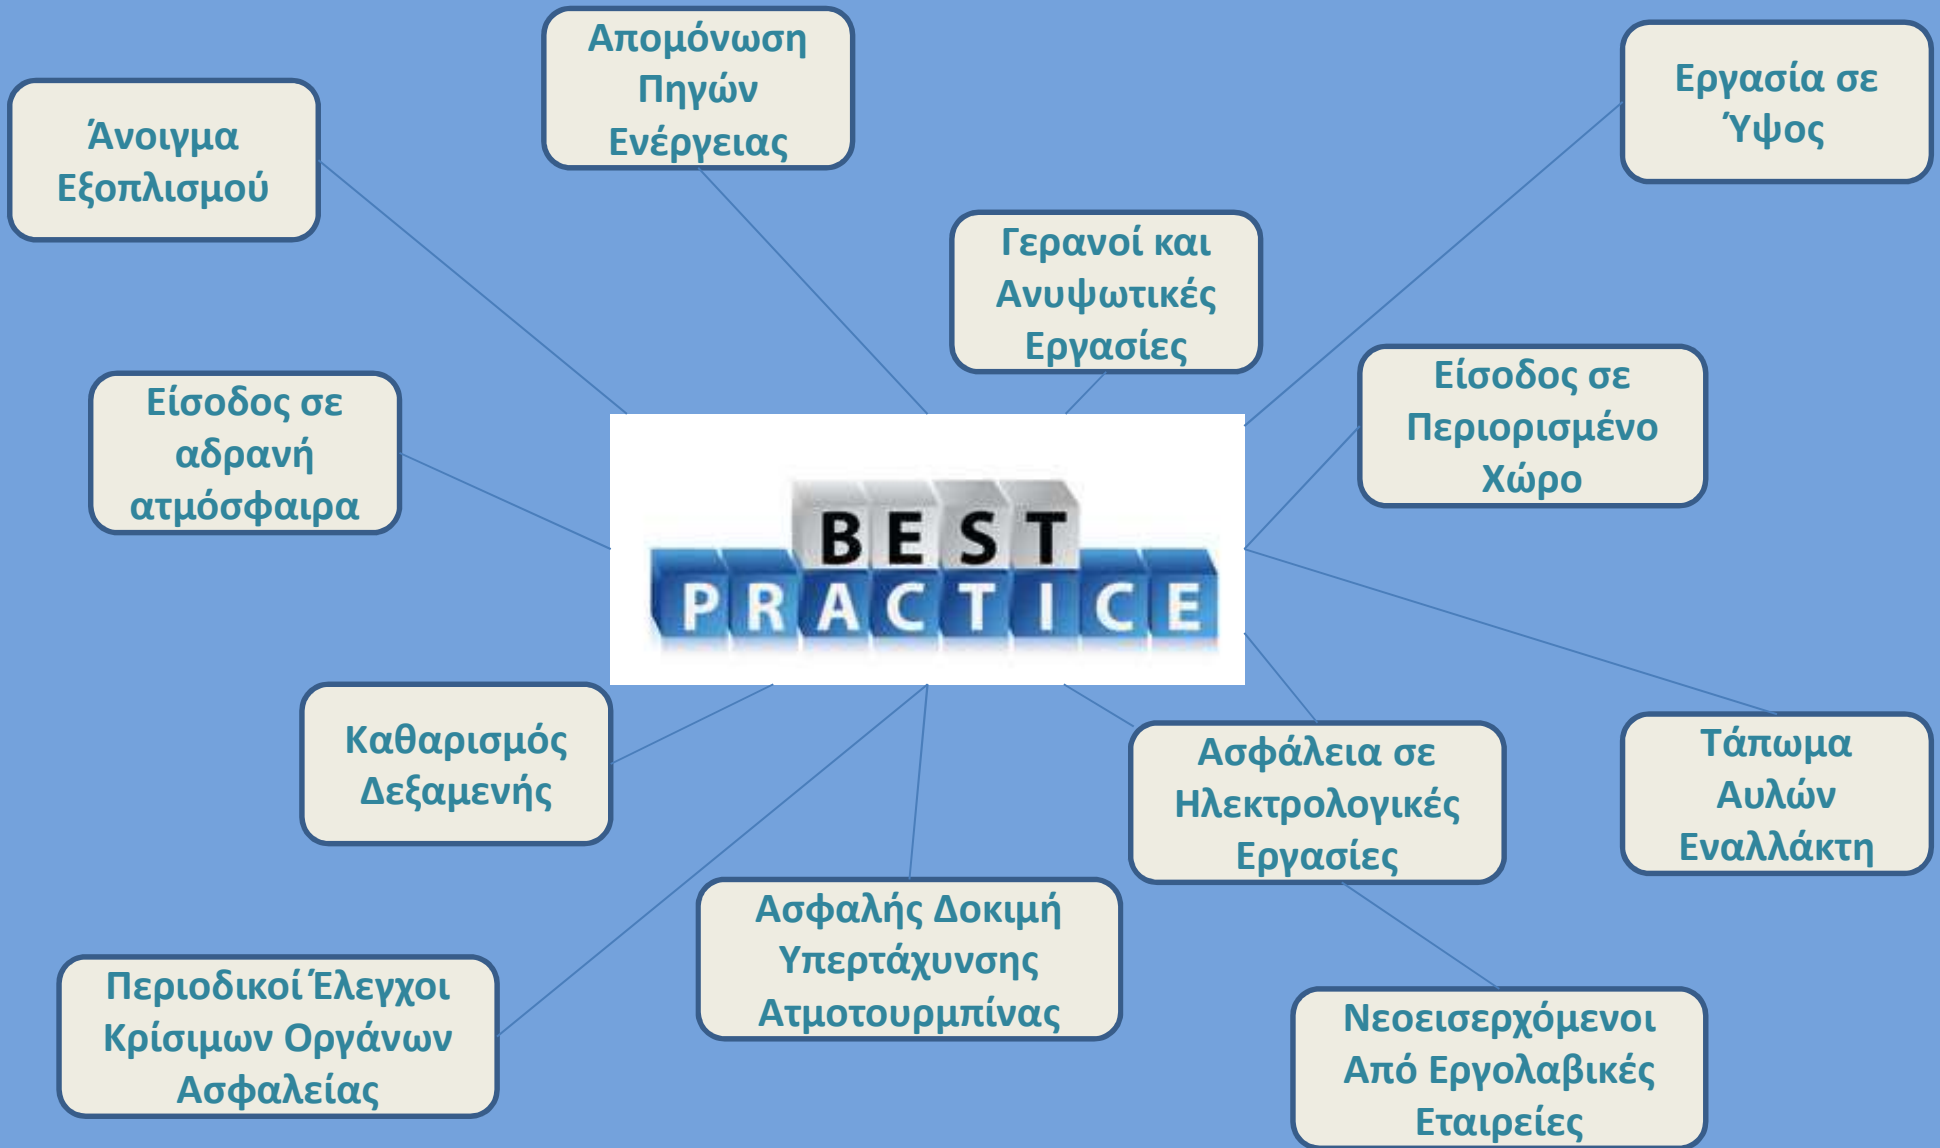 Απομόνωση
Πηγών
Ενέργειας
Εργασία σε
Ύψος
Άνοιγμα
Εξοπλισμού
Γερανοί και
Ανυψωτικές
Εργασίες
Είσοδος σε
Περιορισμένο
Χώρο
Είσοδος σε
αδρανή
ατμόσφαιρα
BEST
PRACTICE
Καθαρισμός
Δεξαμενής
Ασφάλεια σε
Ηλεκτρολογικές
Εργασίες
Τάπωμα
Αυλών
Εναλλάκτη
Ασφαλής Δοκιμή
Υπερτάχυνσης
Ατμοτουρμπίνας
Περιοδικοί Έλεγχοι
Κρίσιμων Οργάνων
Ασφαλείας
Νεοεισερχόμενοι
Από Εργολαβικές
Εταιρείες